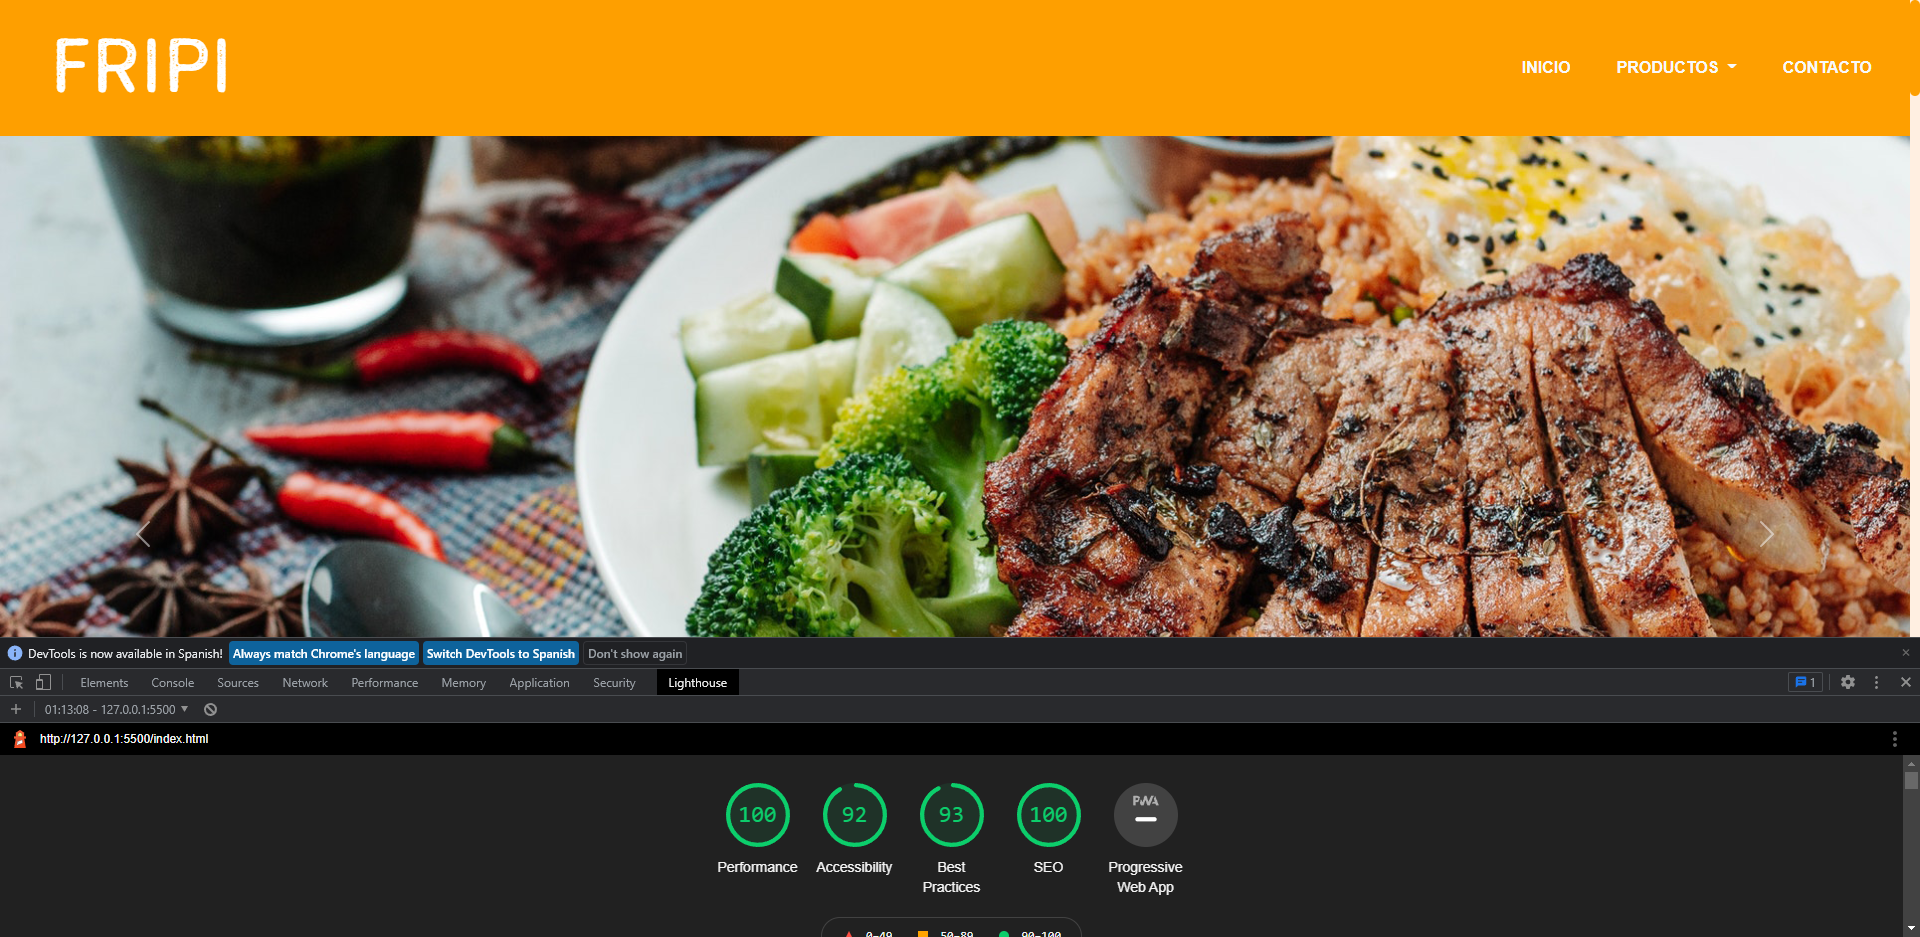 FRIPI
INICIO PRODUCTOS CONTACTO
DevTools is now available in Spanish! Always match Chrome's language Switch DevTools to Spanish Don't show again
Elements Console Sources Network Performance Memory Application Security Lighthouse 1
01:13:08 - 127.0.0.1:5500
http://127.0.0.1:5500/index.html
100 92 93 100 PWA
Performance Accessibility Best Practices SEO Progressive Web App
0–49 50–89 90–100